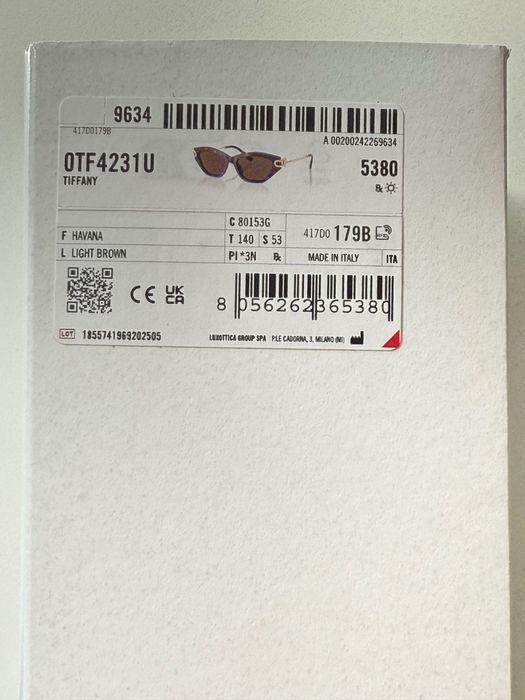 9634
417D0179B
A 00200242269634
0TF4231U
5380
TIFFANY
℞
C 80153G
F HAVANA
T 140 S 53
417D0 179B
L LIGHT BROWN
PI *3N ℞
MADE IN ITALY
ITA
CE UK CA
8 056262 365380
LOT 1855741969202505
LUXOTTICA GROUP SPA P.LE CADORNA, 3, MILANO (MI)